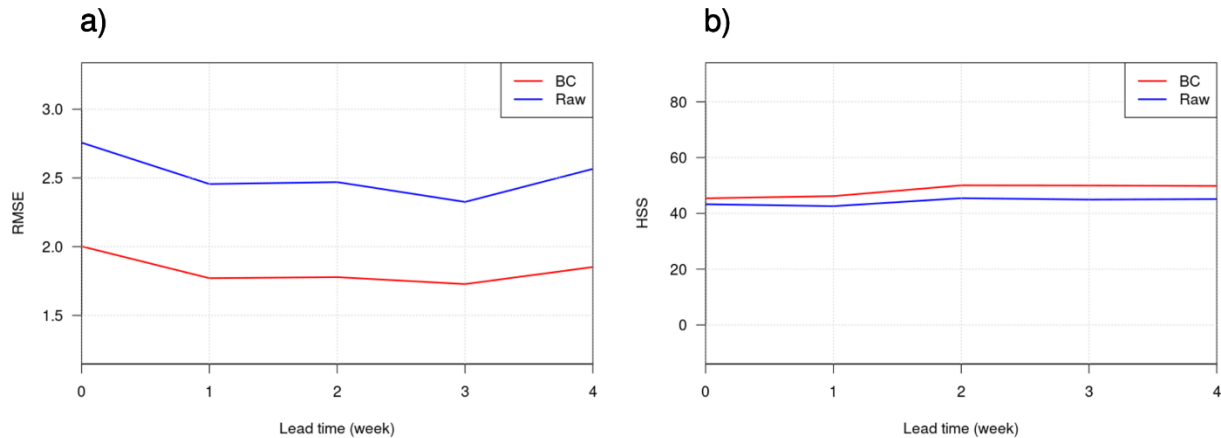 a)
BC
Raw
RMSE
3.0
2.5
2.0
1.5
0 1 2 3 4
Lead time (week)
b)
BC
Raw
HSS
80
60
40
20
0
0 1 2 3 4
Lead time (week)